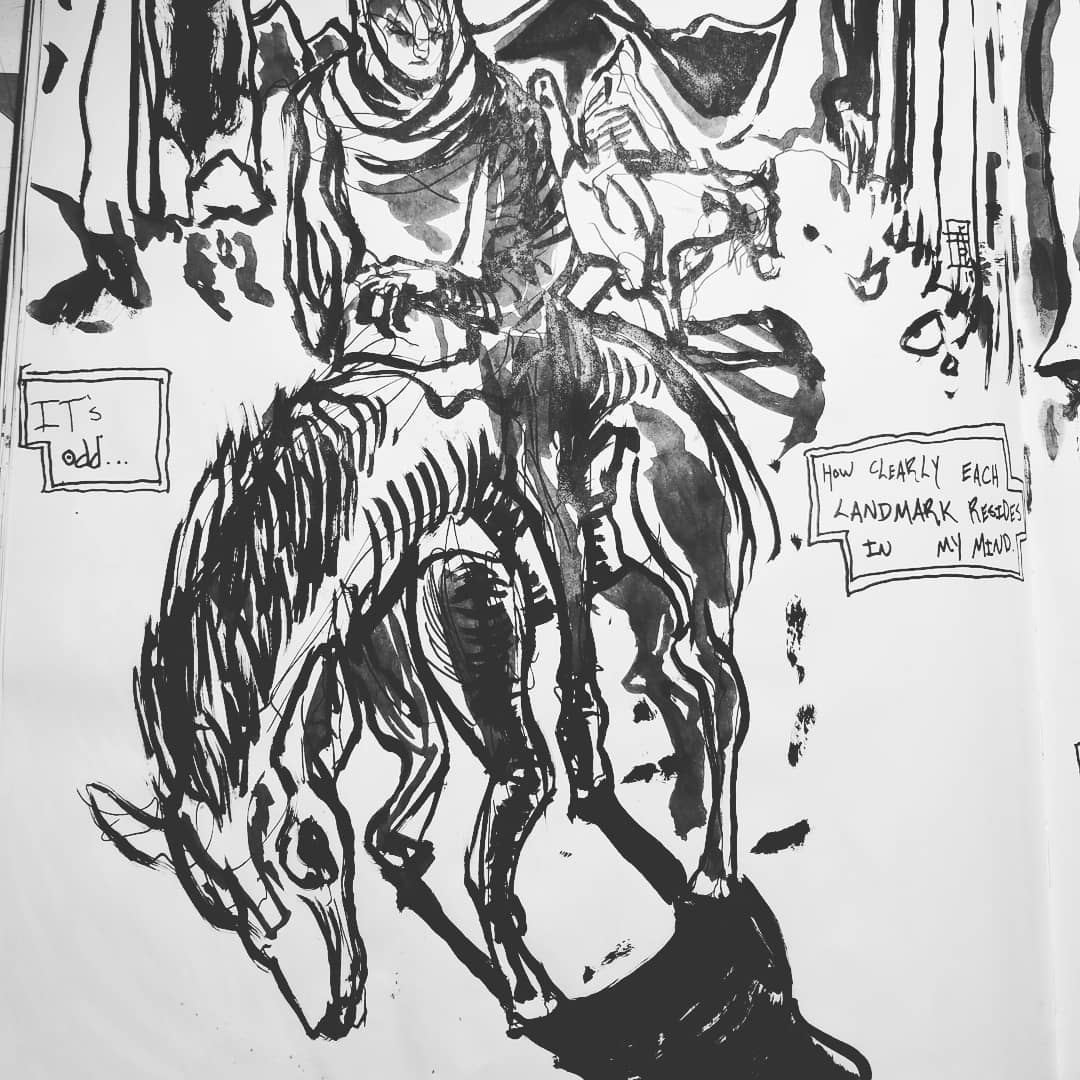 IT's
odd...
HOW CLEARLY EACH
LANDMARK RESIDES
IN MY MIND.